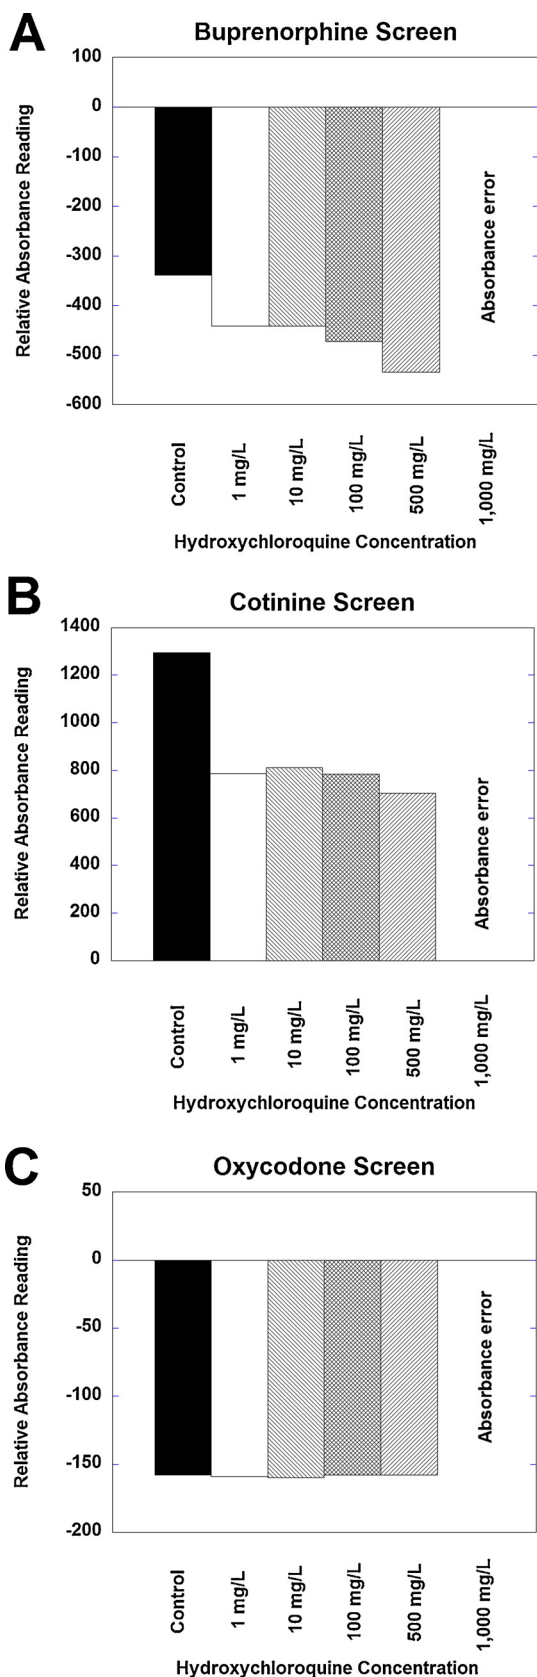 A
Buprenorphine Screen
Relative Absorbance Reading
100
0
-100
-200
-300
-400
-500
-600
Absorbance error
Control
1 mg/L
10 mg/L
100 mg/L
500 mg/L
1,000 mg/L
Hydroxychloroquine Concentration
B
Cotinine Screen
Relative Absorbance Reading
1400
1200
1000
800
600
400
200
0
Absorbance error
Control
1 mg/L
10 mg/L
100 mg/L
500 mg/L
1,000 mg/L
Hydroxychloroquine Concentration
C
Oxycodone Screen
Relative Absorbance Reading
50
0
-50
-100
-150
-200
Absorbance error
Control
1 mg/L
10 mg/L
100 mg/L
500 mg/L
1,000 mg/L
Hydroxychloroquine Concentration